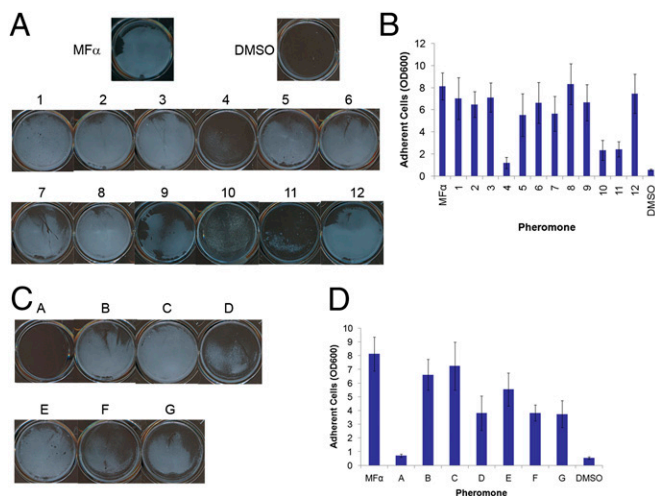 A
MFα DMSO
1 2 3 4 5 6
7 8 9 10 11 12
B
Adherent Cells (OD600)
12
10
8
6
4
2
0
MFα 1 2 3 4 5 6 7 8 9 10 11 12 DMSO
Pheromone
C
A B C D
E F G
D
Adherent Cells (OD600)
10
9
8
7
6
5
4
3
2
1
0
MFα A B C D E F G DMSO
Pheromone